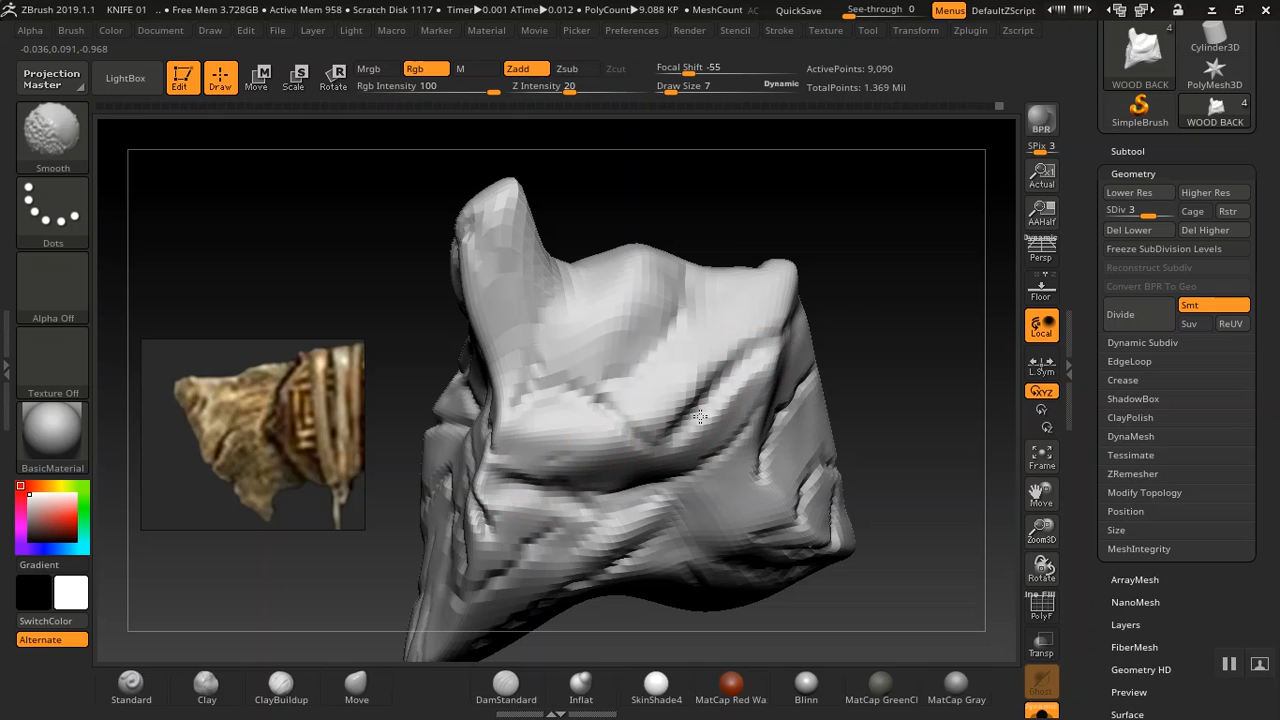 ZBrush 2019.1.1 KNIFE 01 .. • Free Mem 3.728GB • Active Mem 958 • Scratch Disk 1117 • Timer▶0.001 ATime▶0.012 • PolyCount▶9.088 KP • MeshCount AC QuickSave See-through 0 Menus DefaultZScript
Alpha Brush Color Document Draw Edit File Layer Light Macro Marker Material Movie Picker Preferences Render Stencil Stroke Texture Tool Transform Zplugin Zscript
-0.036,0.091,-0.968
Projection Master
LightBox
Edit
Draw
Move
Scale
Rotate
Mrgb Rgb M
Rgb Intensity 100
Zadd Zsub Zcut
Z Intensity 20
Focal Shift -55
Draw Size 7 Dynamic
ActivePoints: 9,090
TotalPoints: 1.369 Mil
Smooth
Dots
Alpha Off
Texture Off
BasicMaterial
Gradient
SwitchColor
Alternate
BPR
SPix 3
Actual
AAHalf
Dynamic
Persp
Floor
Local
L.Sym
XYZ
Y
Z
Frame
Move
Zoom3D
Rotate
Line Fill
PolyF
Transp
Ghost
4
WOOD BACK
Cylinder3D
PolyMesh3D
SimpleBrush
4
WOOD BACK
Subtool
Geometry
Lower Res Higher Res
SDiv 3 Cage Rstr
Del Lower Del Higher
Freeze SubDivision Levels
Reconstruct Subdiv
Convert BPR To Geo
Divide Smt
Suv ReUV
Dynamic Subdiv
EdgeLoop
Crease
ShadowBox
ClayPolish
DynaMesh
Tessimate
ZRemesher
Modify Topology
Position
Size
MeshIntegrity
ArrayMesh
NanoMesh
Layers
FiberMesh
Geometry HD
Preview
Surface
Standard Clay ClayBuildup Move DamStandard Inflat SkinShade4 MatCap Red Wa Blinn MatCap GreenCl MatCap Gray